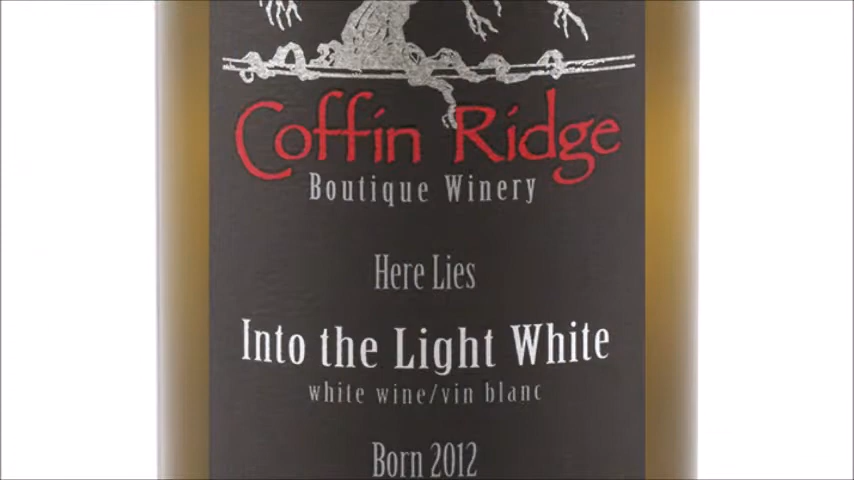 Coffin Ridge
Boutique Winery
Here Lies
Into the Light White
white wine/vin blanc
Born 2012